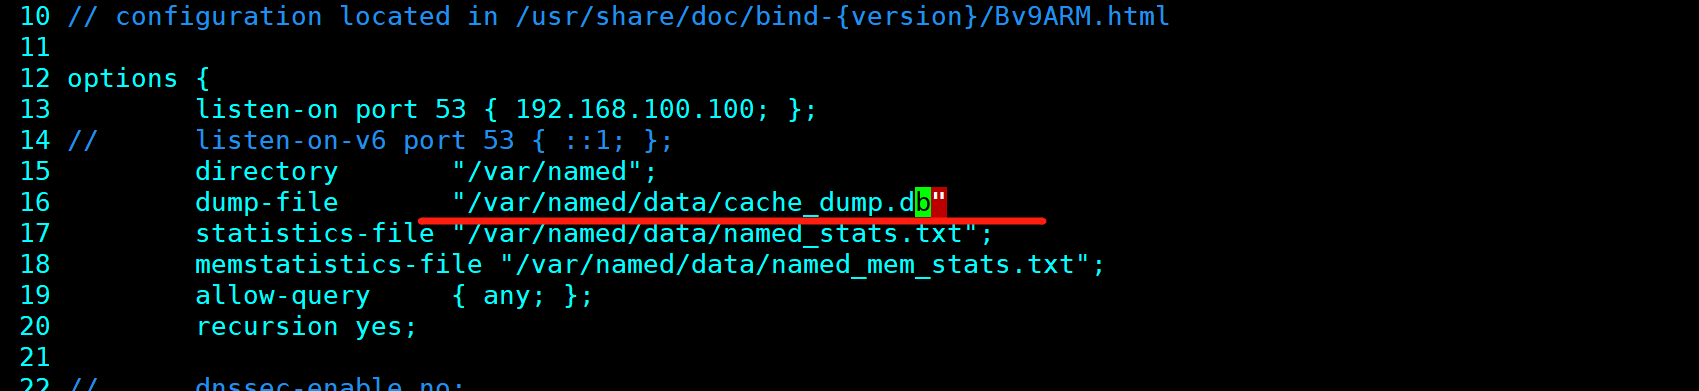 10 // configuration located in /usr/share/doc/bind-{version}/Bv9ARM.html
11
12 options {
13         listen-on port 53 { 192.168.100.100; };
14 //      listen-on-v6 port 53 { ::1; };
15         directory       "/var/named";
16         dump-file       "/var/named/data/cache_dump.db"
17         statistics-file "/var/named/data/named_stats.txt";
18         memstatistics-file "/var/named/data/named_mem_stats.txt";
19         allow-query     { any; };
20         recursion yes;
21
22 //      dnssec-enable no;